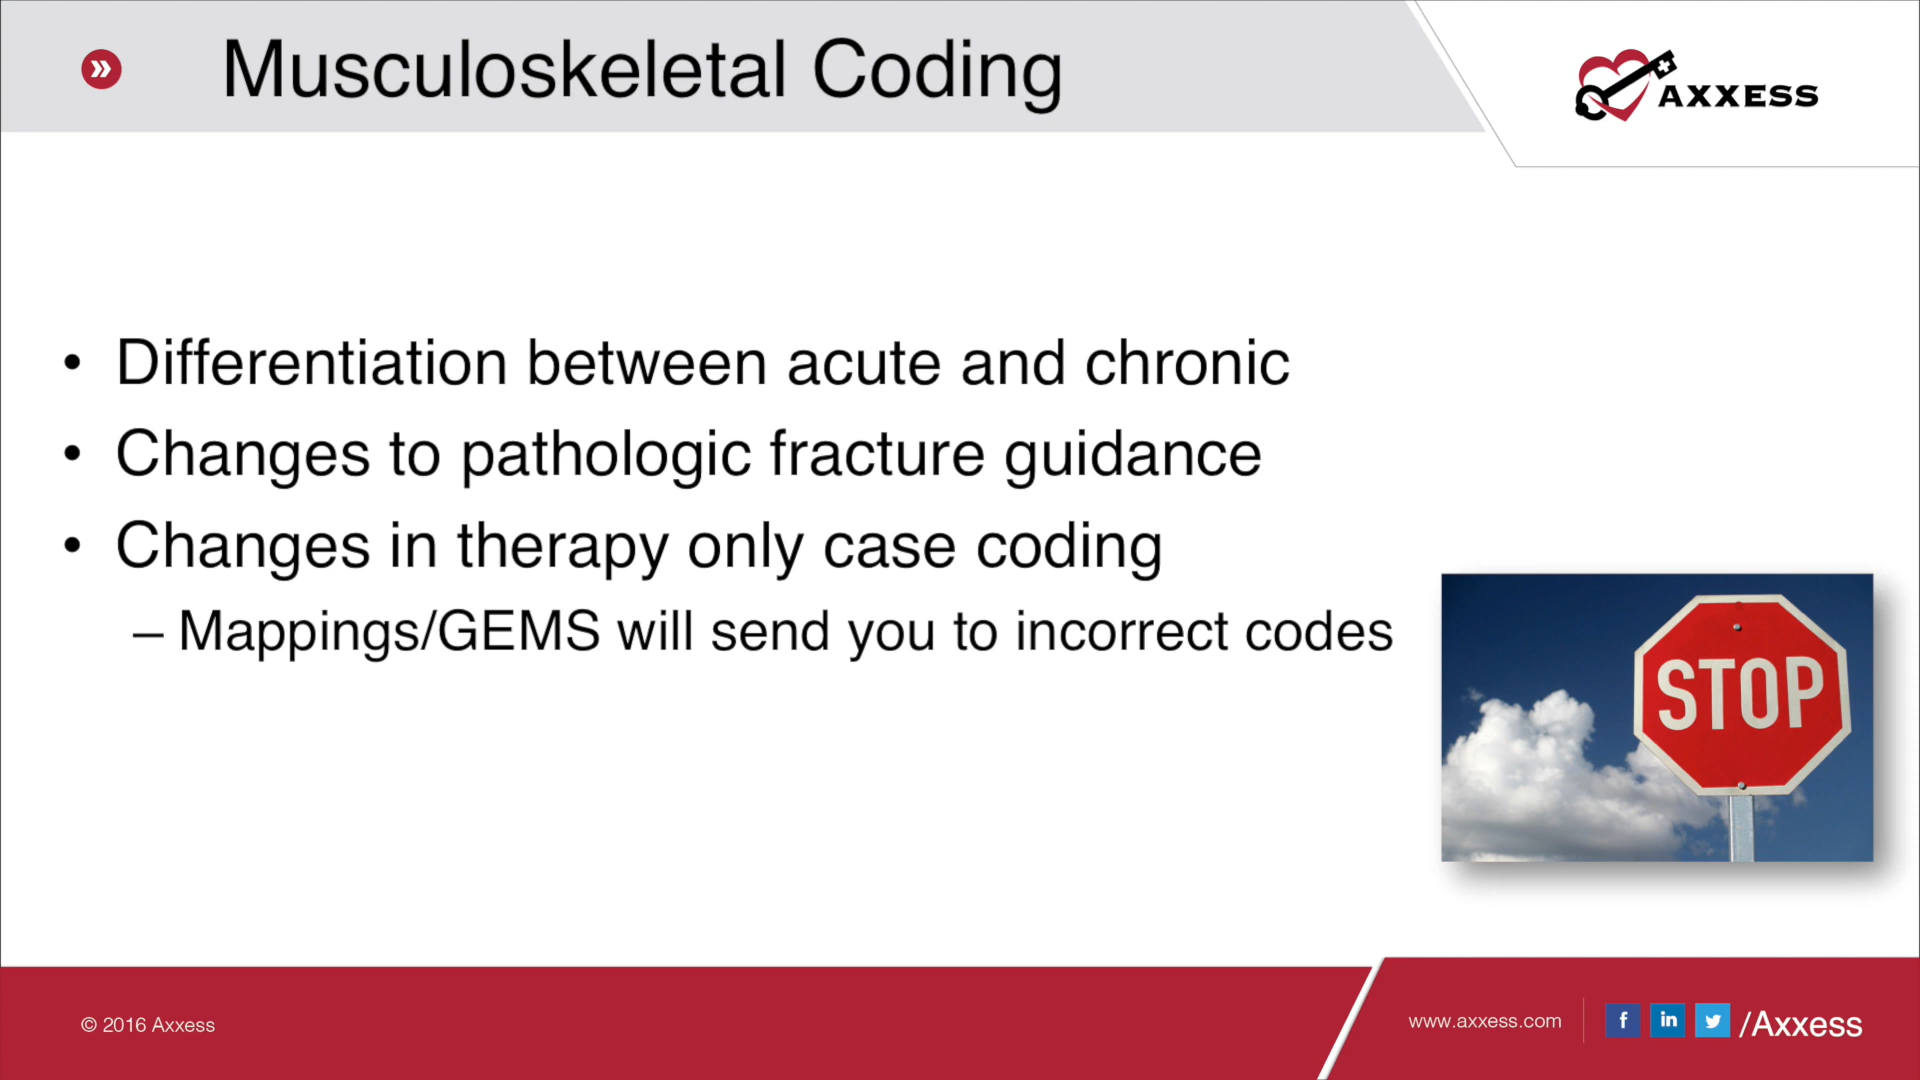 Musculoskeletal Coding
AXXESS
• Differentiation between acute and chronic
• Changes to pathologic fracture guidance
• Changes in therapy only case coding
– Mappings/GEMS will send you to incorrect codes
STOP
© 2016 Axxess
www.axxess.com
f
in
/Axxess